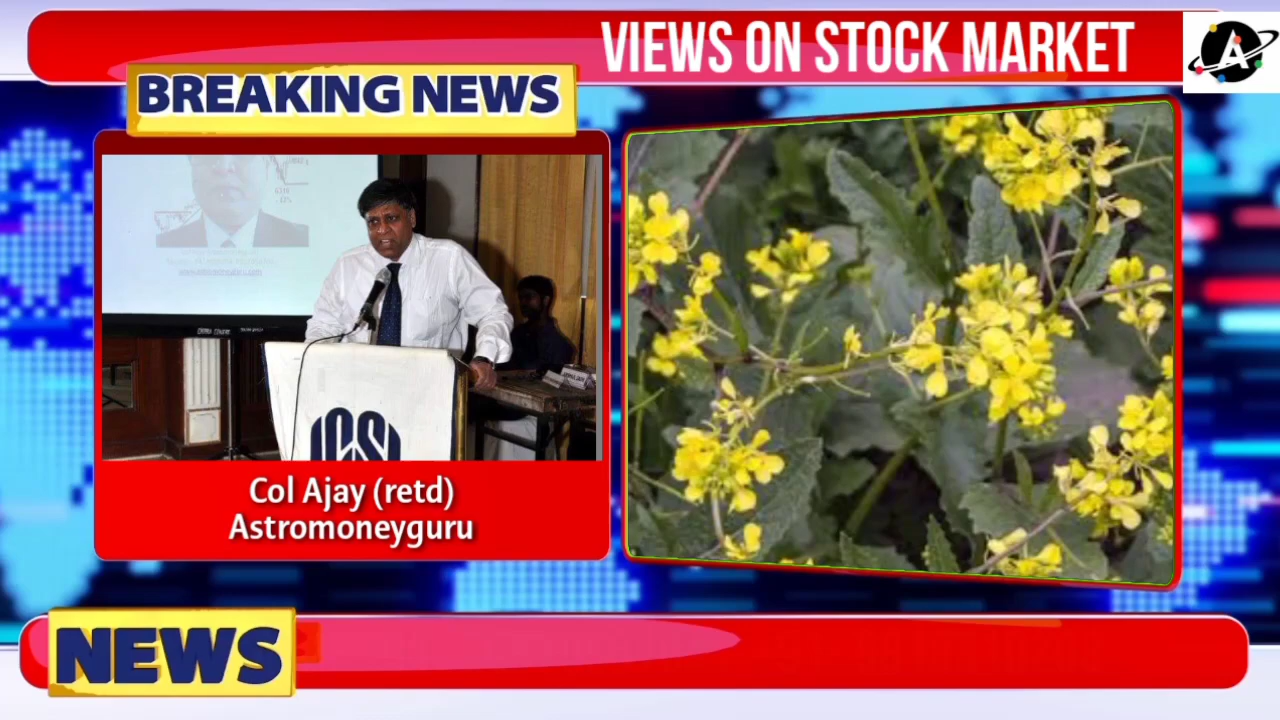 VIEWS ON STOCK MARKET
BREAKING NEWS
ICSI
Col Ajay (retd)
Astromoneyguru
NEWS